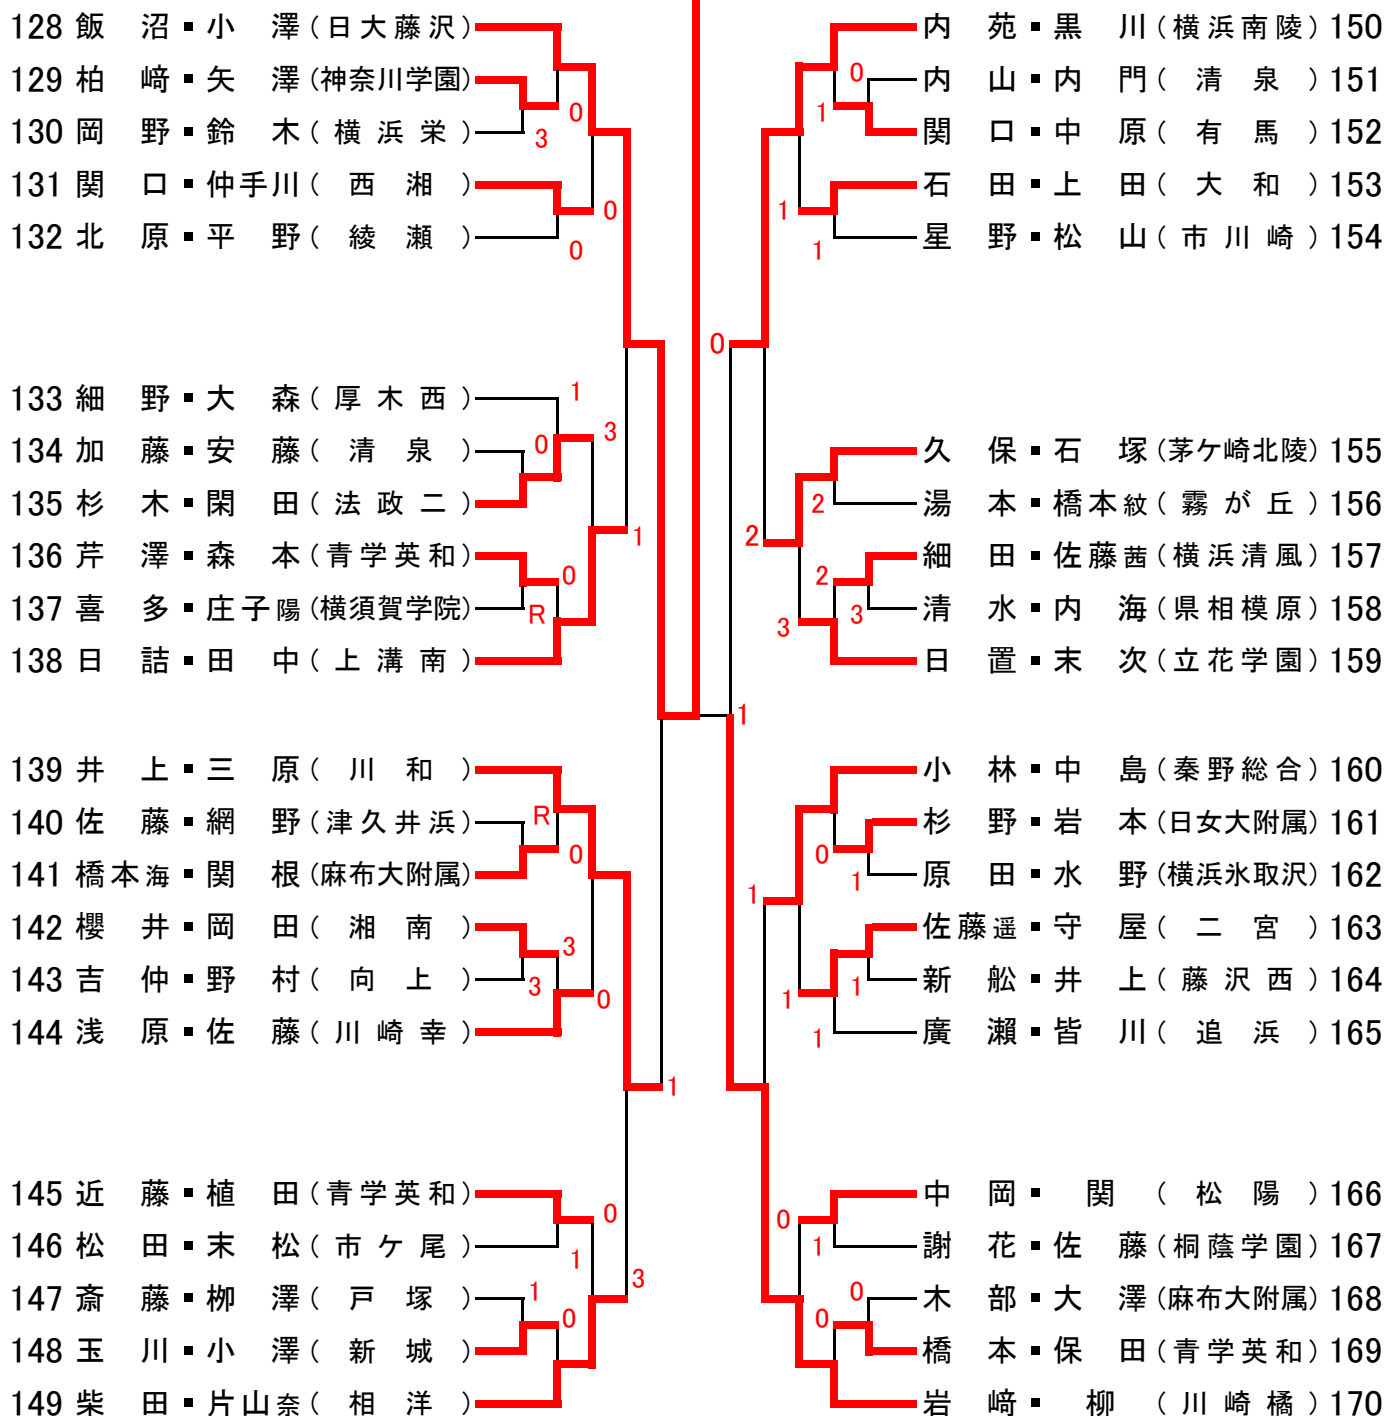 128 飯 沼・小 澤(日大藤沢)
129 柏 﨑・矢 澤(神奈川学園)
130 岡 野・鈴 木(横浜栄)
131 関 口・仲手川(西湘)
132 北 原・平 野(綾瀬)
0
3
0
0
133 細 野・大 森(厚木西)
134 加 藤・安 藤(清泉)
135 杉 木・閑 田(法政二)
136 芹 澤・森 本(青学英和)
137 喜 多・庄子陽(横須賀学院)
138 日 詰・田 中(上溝南)
1
3
0
1
0
R
139 井 上・三 原(川和)
140 佐 藤・網 野(津久井浜)
141 橋本海・関 根(麻布大附属)
142 櫻 井・岡 田(湘南)
143 吉 仲・野 村(向上)
144 浅 原・佐 藤(川崎幸)
R
0
3
3
0
1
145 近 藤・植 田(青学英和)
146 松 田・末 松(市ケ尾)
147 斎 藤・栁 澤(戸塚)
148 玉 川・小 澤(新城)
149 柴 田・片山奈(相洋)
0
1
3
1
0
内 苑・黒 川(横浜南陵)150
内 山・内 門(清泉)151
関 口・中 原(有馬)152
石 田・上 田(大和)153
星 野・松 山(市川崎)154
0
1
1
1
0
久 保・石 塚(茅ケ崎北陵)155
湯 本・橋本紋(霧が丘)156
細 田・佐藤茜(横浜清風)157
清 水・内 海(県相模原)158
日 置・末 次(立花学園)159
2
2
2
3
3
1
小 林・中 島(秦野総合)160
杉 野・岩 本(日女大附属)161
原 田・水 野(横浜氷取沢)162
佐藤遥・守 屋(二宮)163
新 舩・井 上(藤沢西)164
廣 瀬・皆 川(追浜)165
0
1
1
1
1
1
中 岡・関(松陽)166
謝 花・佐 藤(桐蔭学園)167
木 部・大 澤(麻布大附属)168
橋 本・保 田(青学英和)169
岩 﨑・柳(川崎橘)170
0
1
0
0